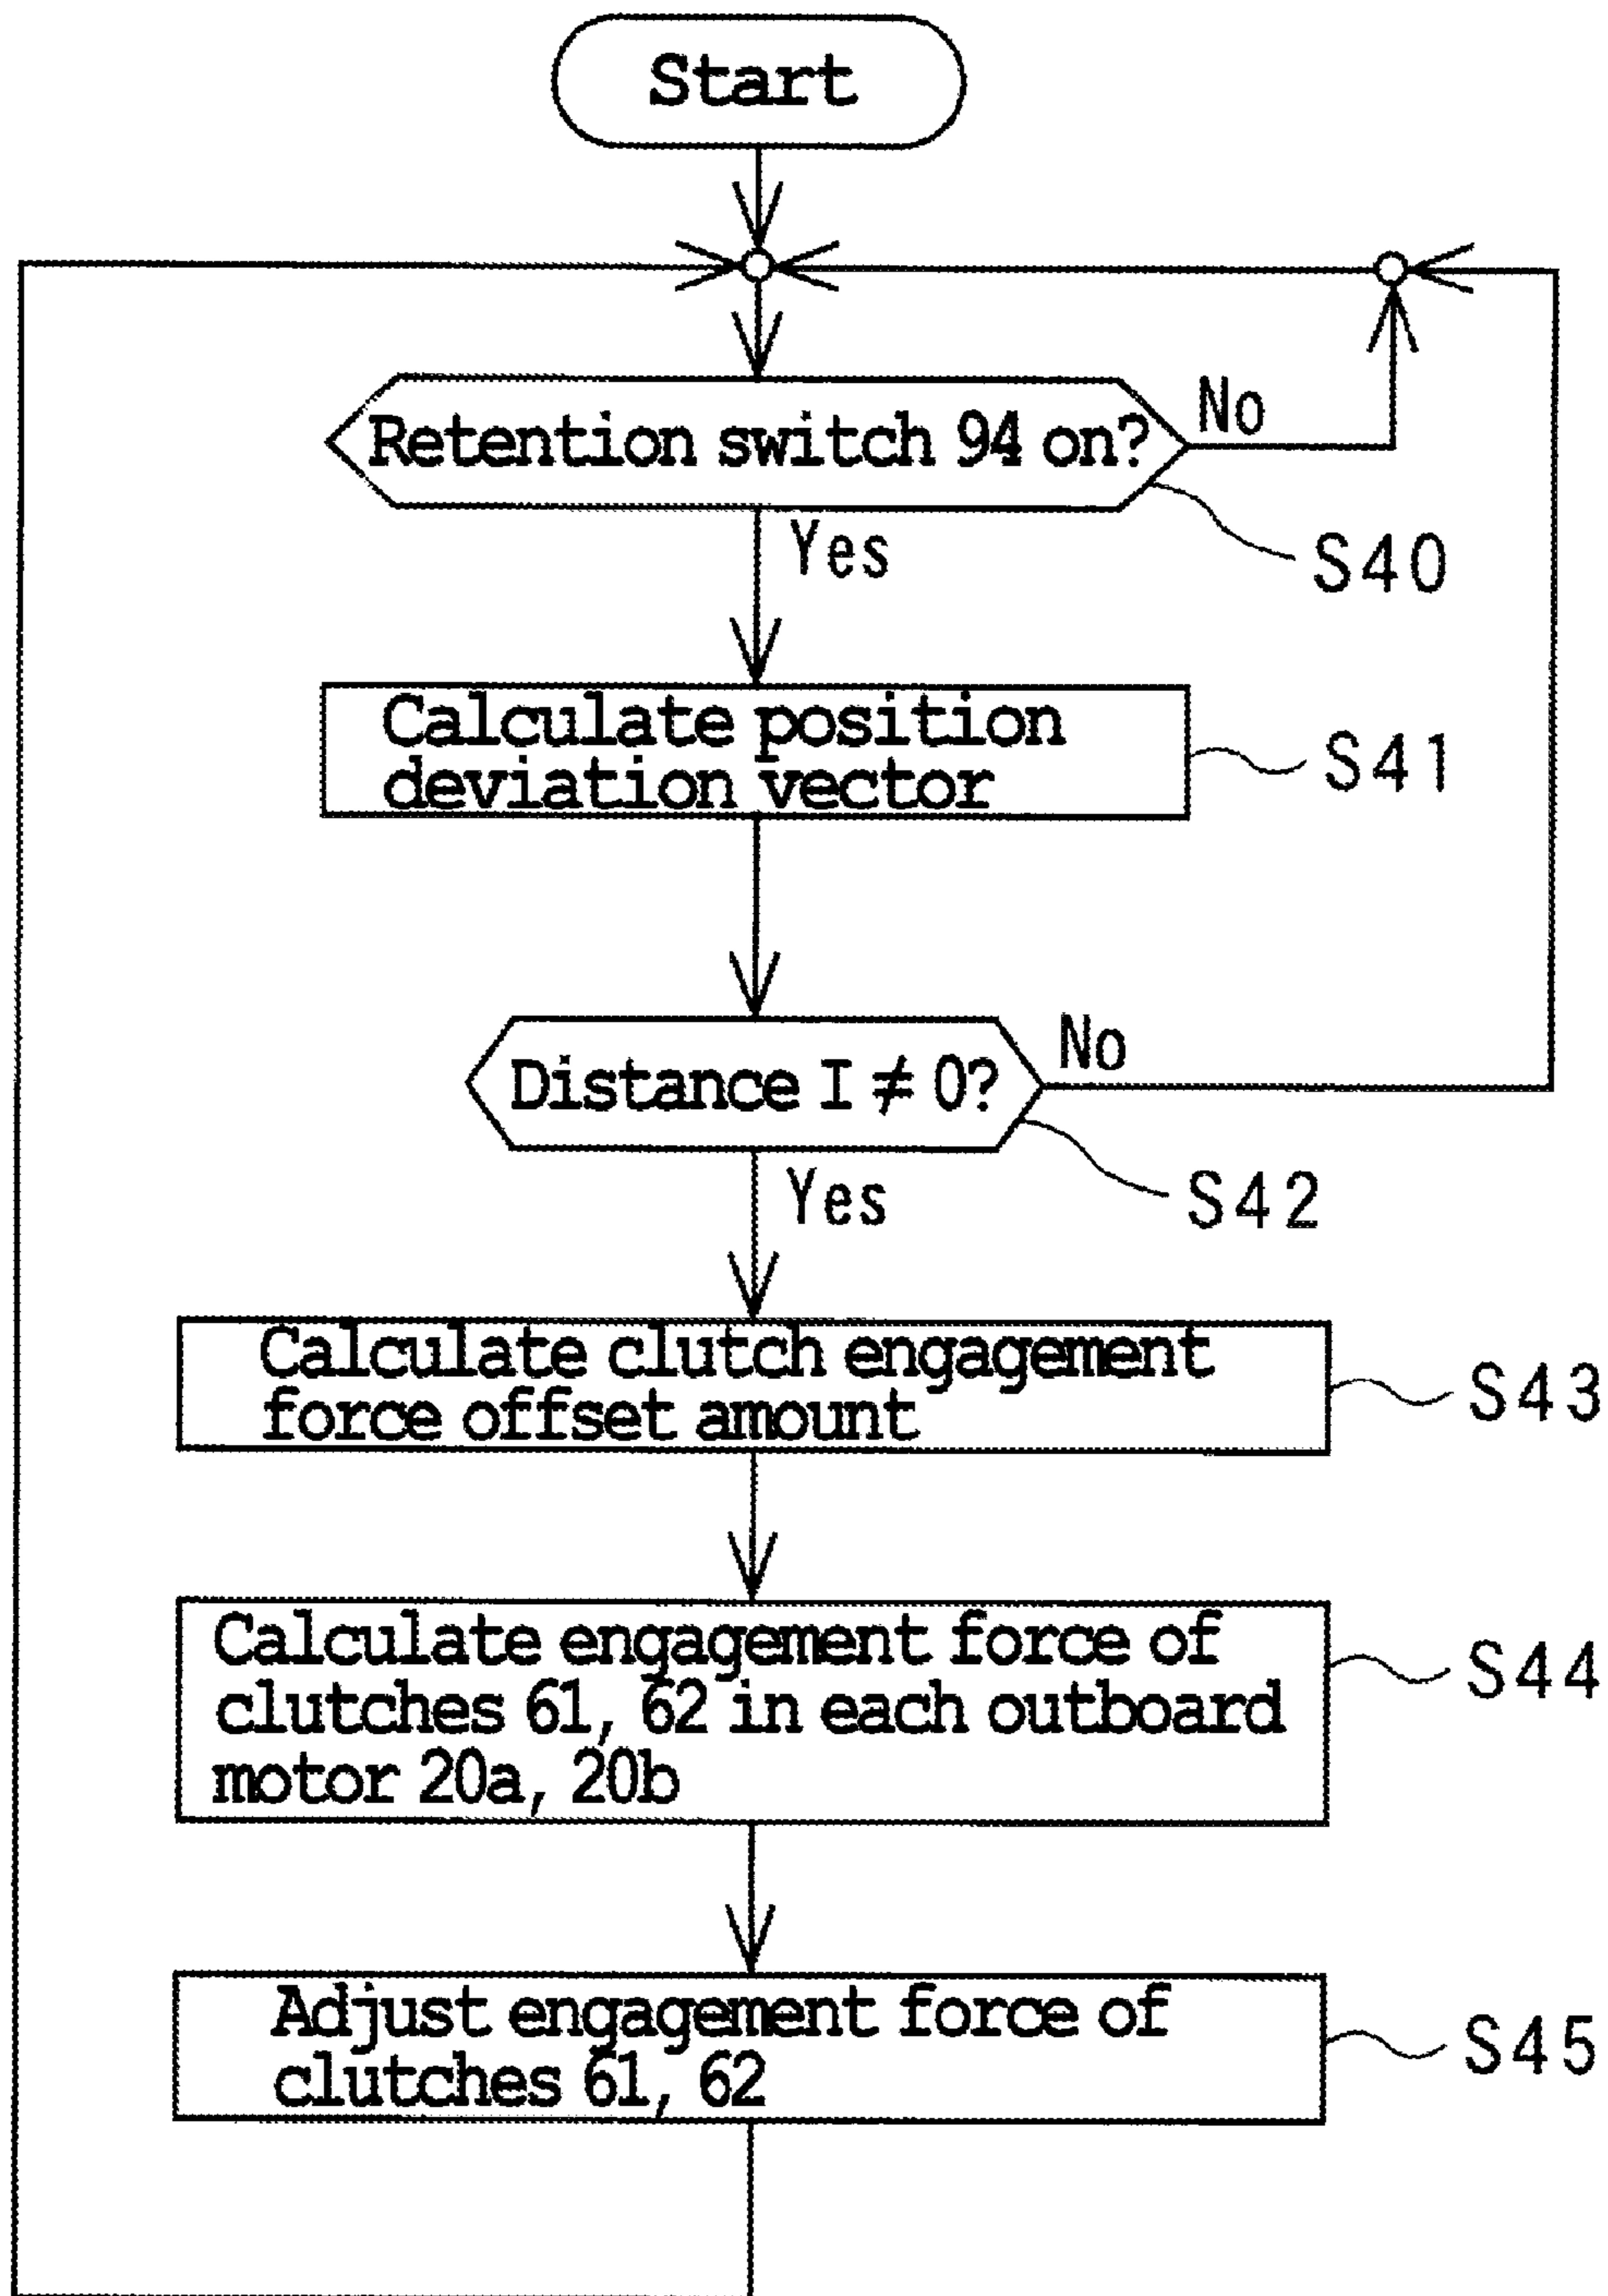 Start
Retention switch 94 on?
No
Yes
S40
Calculate position
deviation vector
S41
Distance I ≠ 0?
No
Yes
S42
Calculate clutch engagement
force offset amount
S43
Calculate engagement force of
clutches 61, 62 in each outboard
motor 20a, 20b
S44
Adjust engagement force of
clutches 61, 62
S45